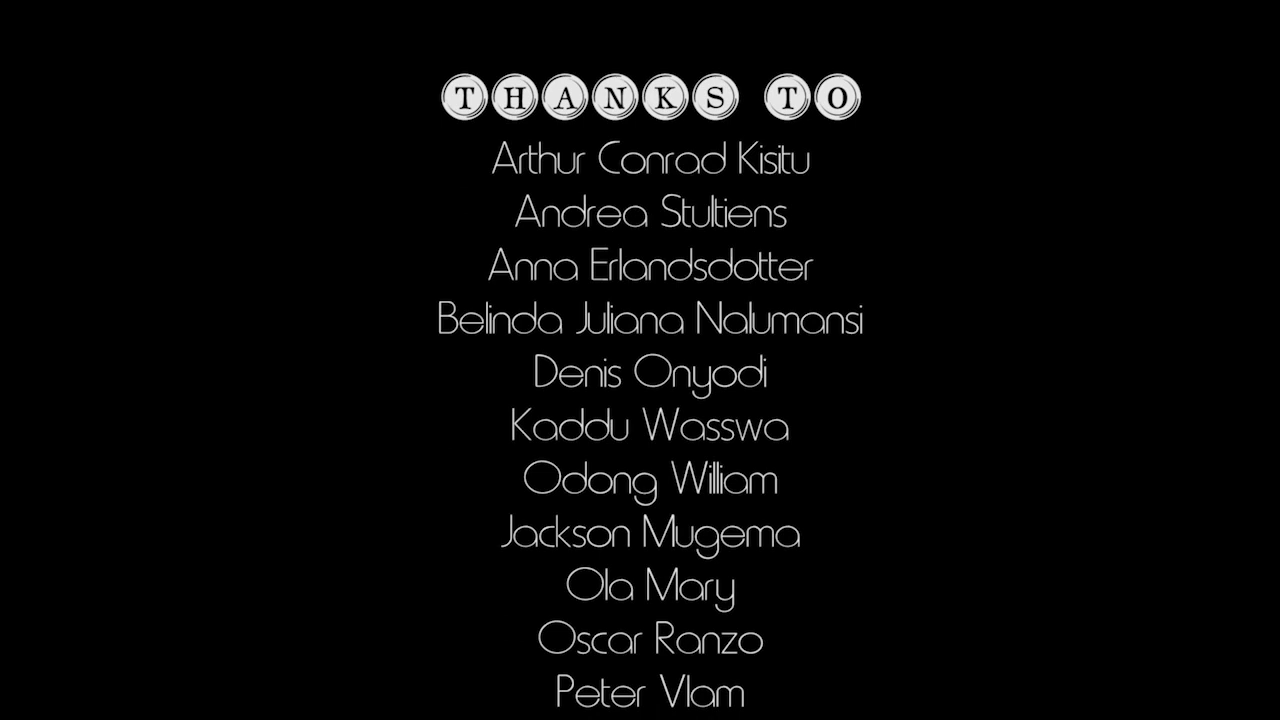 THANKS TO
Arthur Conrad Kisitu
Andrea Stultiens
Anna Erlandsdotter
Belinda Juliana Nalumansi
Denis Onyodi
Kaddu Wasswa
Odong William
Jackson Mugema
Ola Mary
Oscar Ranzo
Peter Vlam